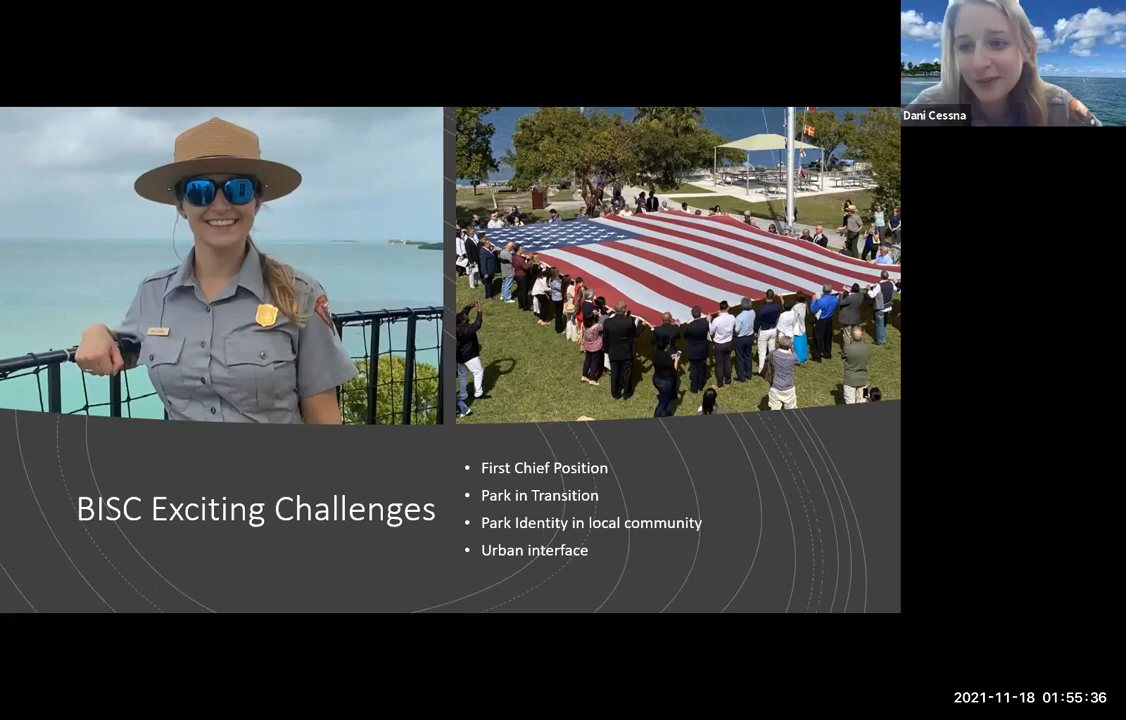 Dani Cessna
BISC Exciting Challenges
• First Chief Position
• Park in Transition
• Park Identity in local community
• Urban interface
2021-11-18 01:55:36